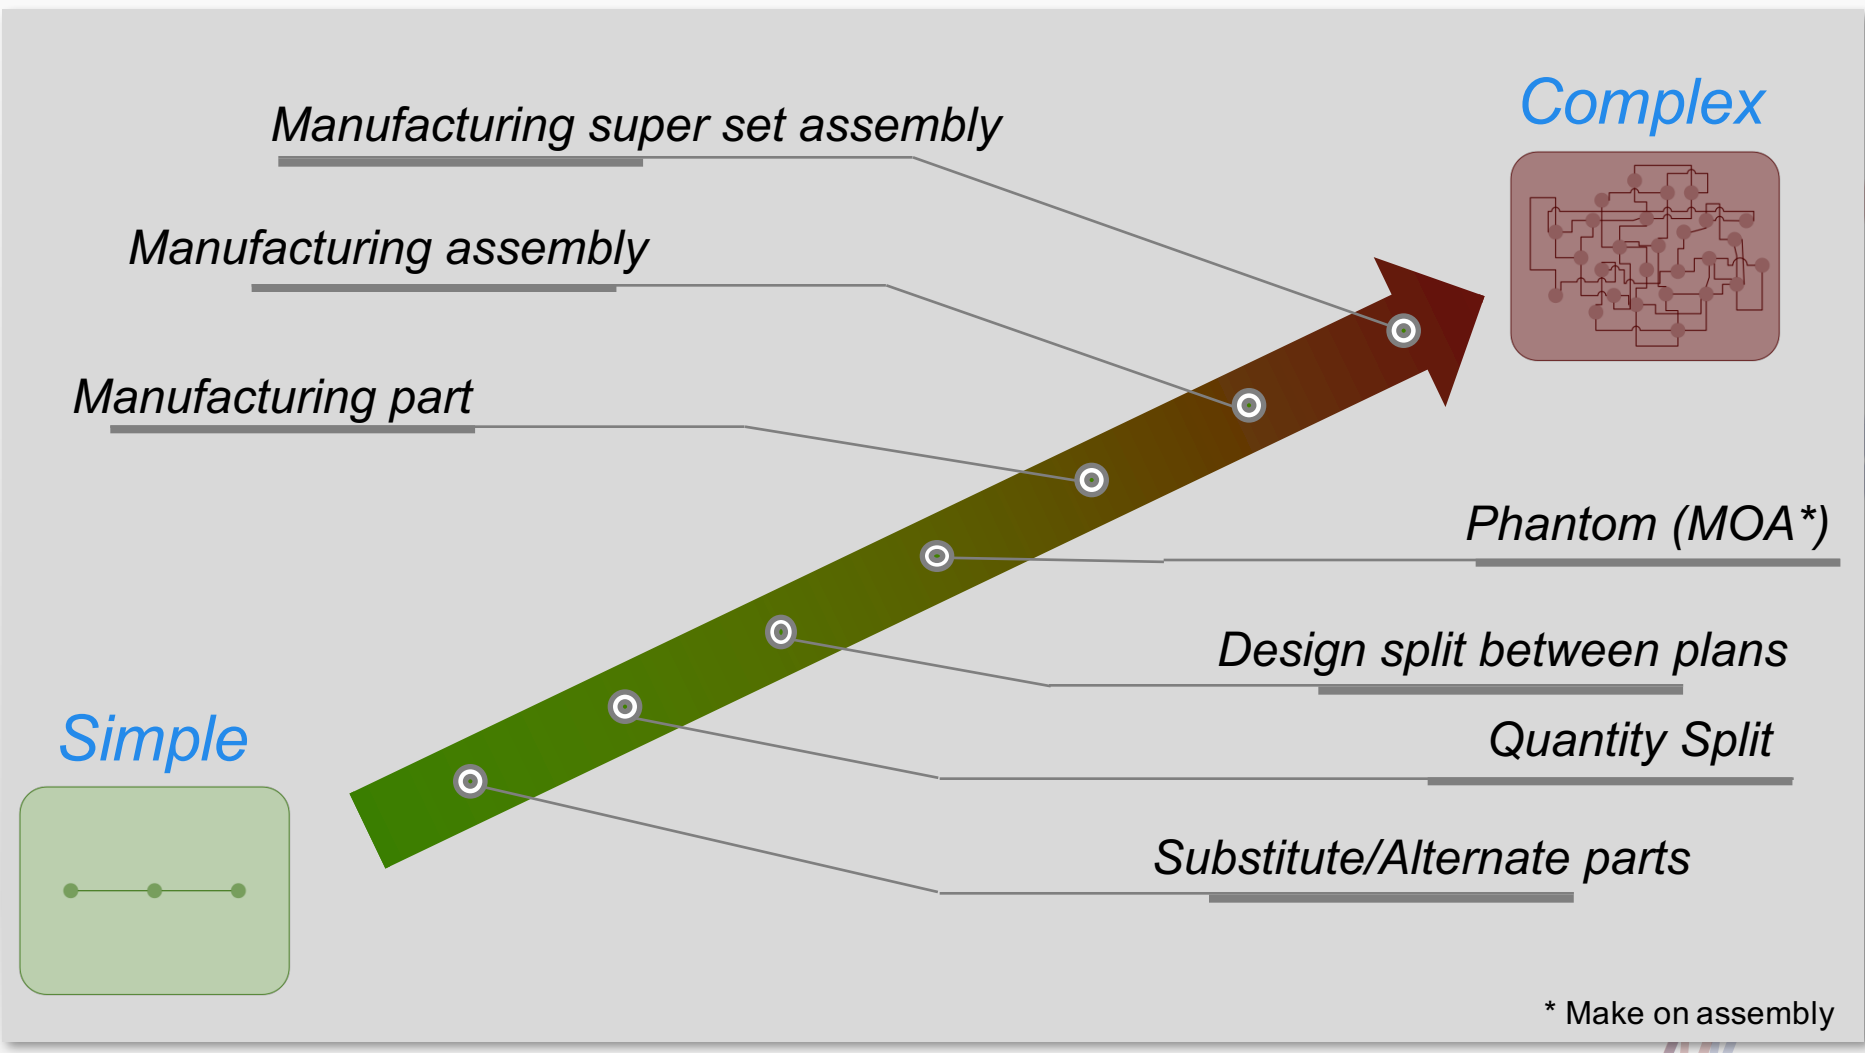 Complex
Manufacturing super set assembly
Manufacturing assembly
Manufacturing part
Phantom (MOA*)
Design split between plans
Simple
Quantity Split
Substitute/Alternate parts
* Make on assembly